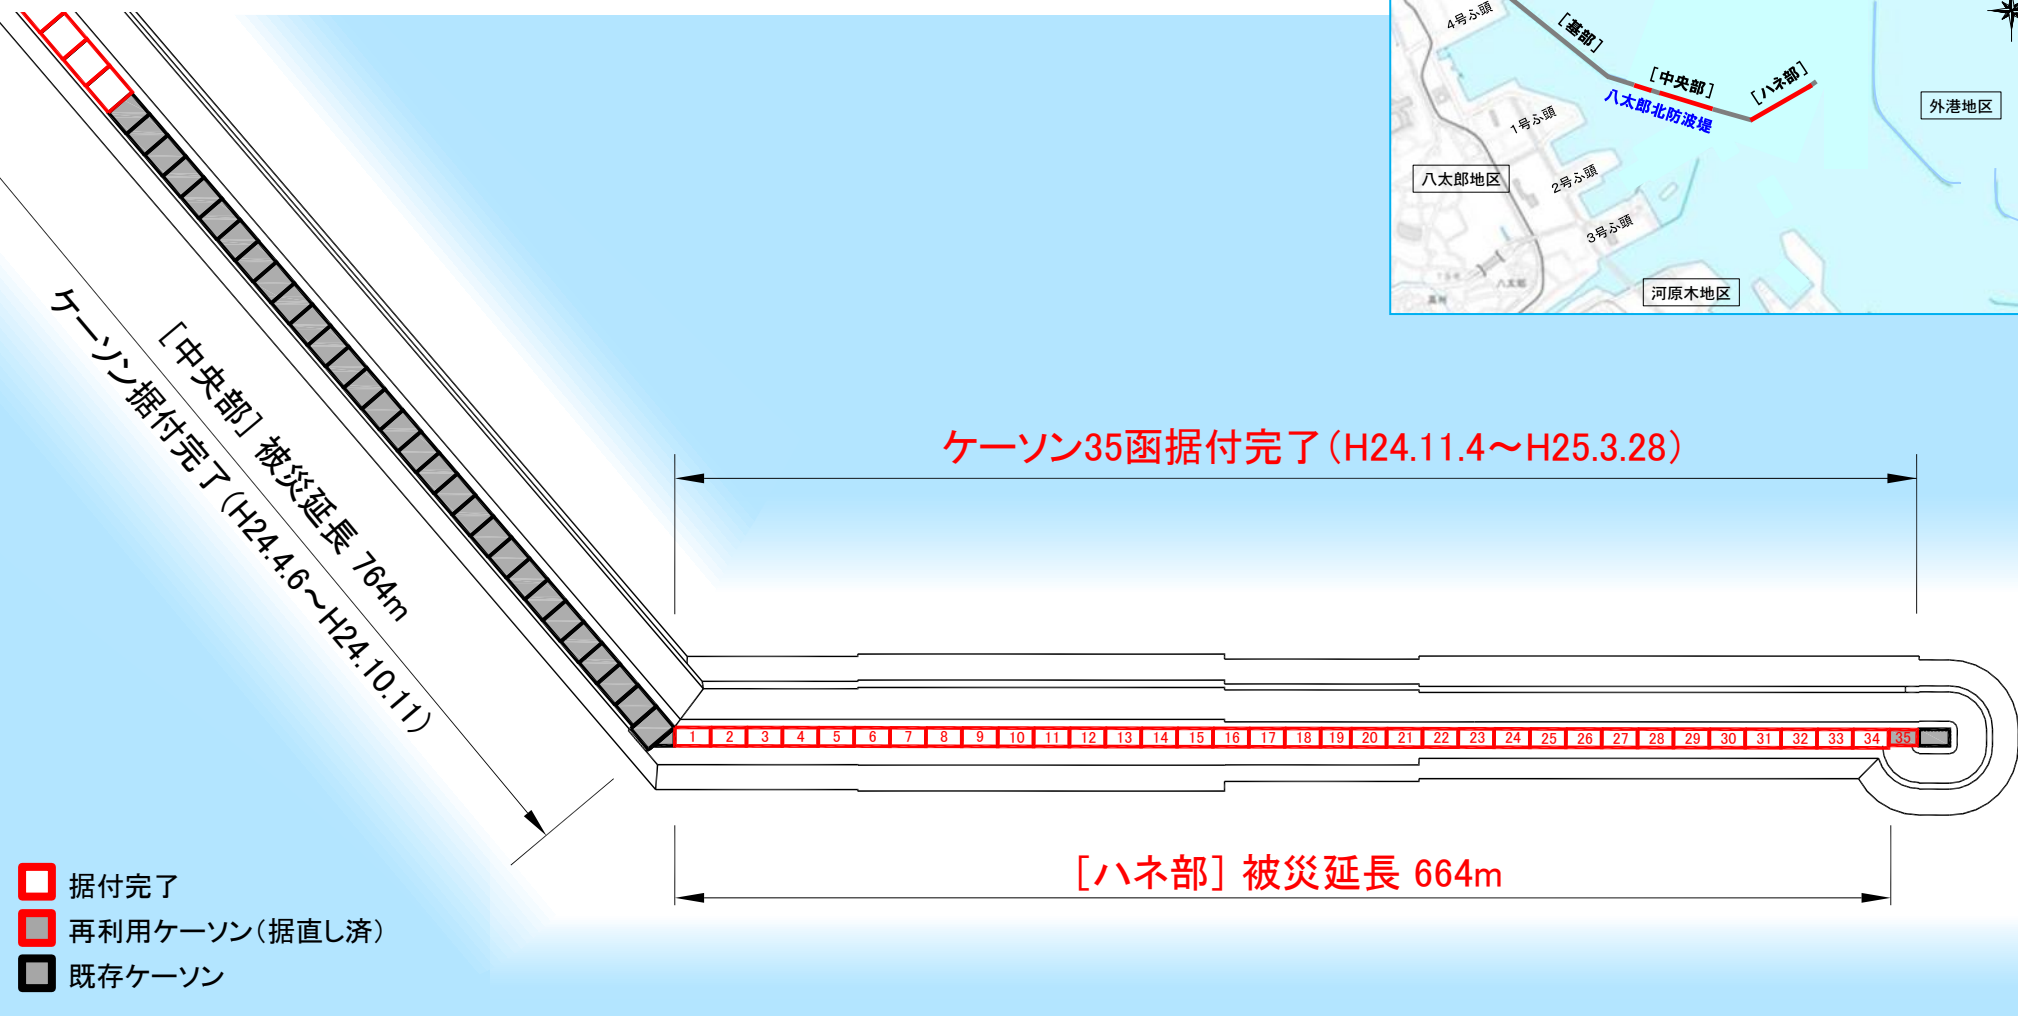 4号ふ頭
[基部]
[中央部]
[ハネ部]
八太郎北防波堤
外港地区
1号ふ頭
八太郎地区
2号ふ頭
3号ふ頭
八太郎
河原木地区
[中央部] 被災延長 764m
ケーソン据付完了(H24.4.6～H24.10.11)
ケーソン35函据付完了(H24.11.4～H25.3.28)
1 2 3 4 5 6 7 8 9 10 11 12 13 14 15 16 17 18 19 20 21 22 23 24 25 26 27 28 29 30 31 32 33 34 35
[ハネ部] 被災延長 664m
据付完了
再利用ケーソン(据直し済)
既存ケーソン